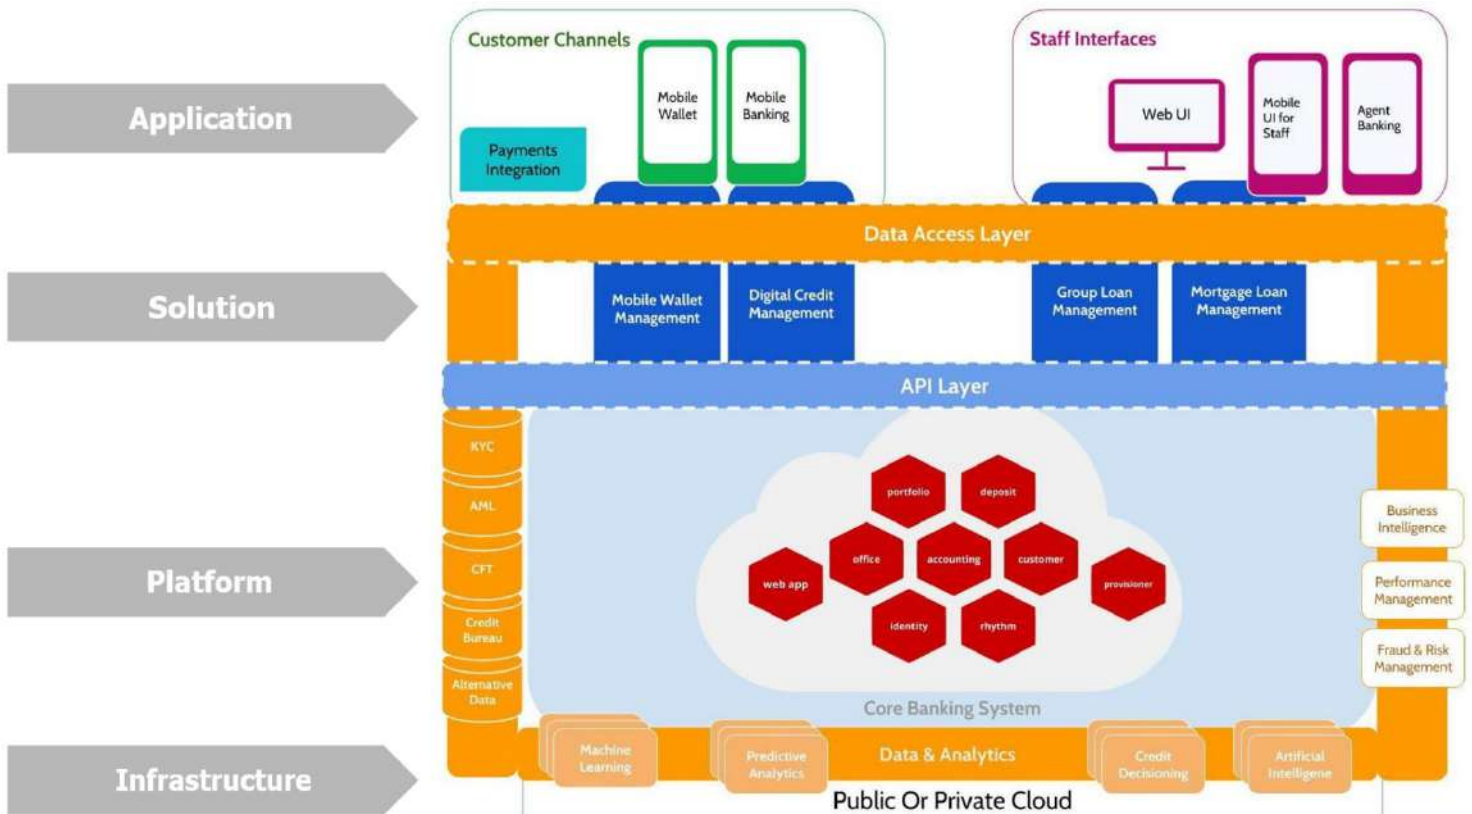 Application
Solution
Platform
Infrastructure
Customer Channels
Mobile
Wallet
Mobile
Banking
Payments
Integration
Staff Interfaces
Web UI
Mobile
UI for
Staff
Agent
Banking
Data Access Layer
Mobile Wallet
Management
Digital Credit
Management
Group Loan
Management
Mortgage Loan
Management
API Layer
KYC
AML
CFT
Credit
Bureau
Alternative
Data
portfolio
deposit
office
accounting
customer
web app
provisioner
identity
rhythm
Core Banking System
Business
Intelligence
Performance
Management
Fraud & Risk
Management
Machine
Learning
Predictive
Analytics
Data & Analytics
Credit
Decisioning
Artificial
Intelligene
Public Or Private Cloud